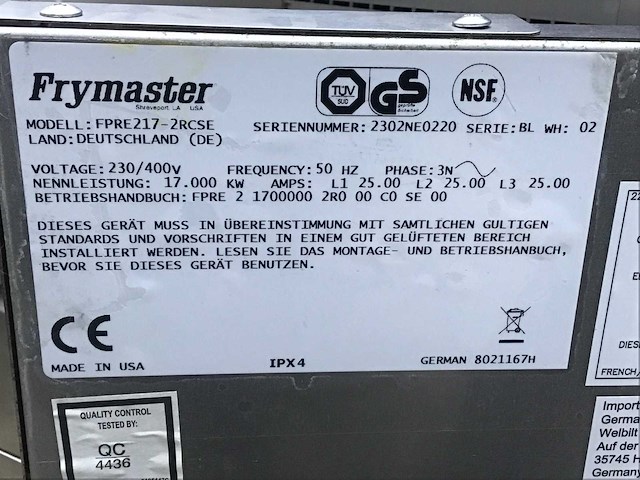 Frymaster
Shreveport LA USA
TÜV
SÜD
GS
geprüfte
Sicherheit
NSF
MODELL: FPRE217-2RCSE
SERIENNUMMER: 2302NE0220 SERIE: BL WH: 02
LAND: DEUTSCHLAND (DE)
VOLTAGE: 230/400V FREQUENCY: 50 HZ PHASE: 3N
NENNLEISTUNG: 17.000 KW AMPS: L1 25.00 L2 25.00 L3 25.00
BETRIEBSHANDBUCH: FPRE 2 1700000 2R0 00 C0 SE 00
DIESES GERÄT MUSS IN ÜBEREINSTIMMUNG MIT SAMTLICHEN GULTIGEN
STANDARDS UND VORSCHRIFTEN IN EINEM GUT GELÜFTETEN BEREICH
INSTALLIERT WERDEN. LESEN SIE DAS MONTAGE- UND BETRIEBSHANBUCH,
BEVOR SIE DIESES GERÄT BENUTZEN.
CE
MADE IN USA
IPX4
GERMAN 8021167H
QUALITY CONTROL
TESTED BY:
QC
4436
22
DIES
FRENCH/
Import
Germa
Welbilt
Auf der
35745 H
Germany